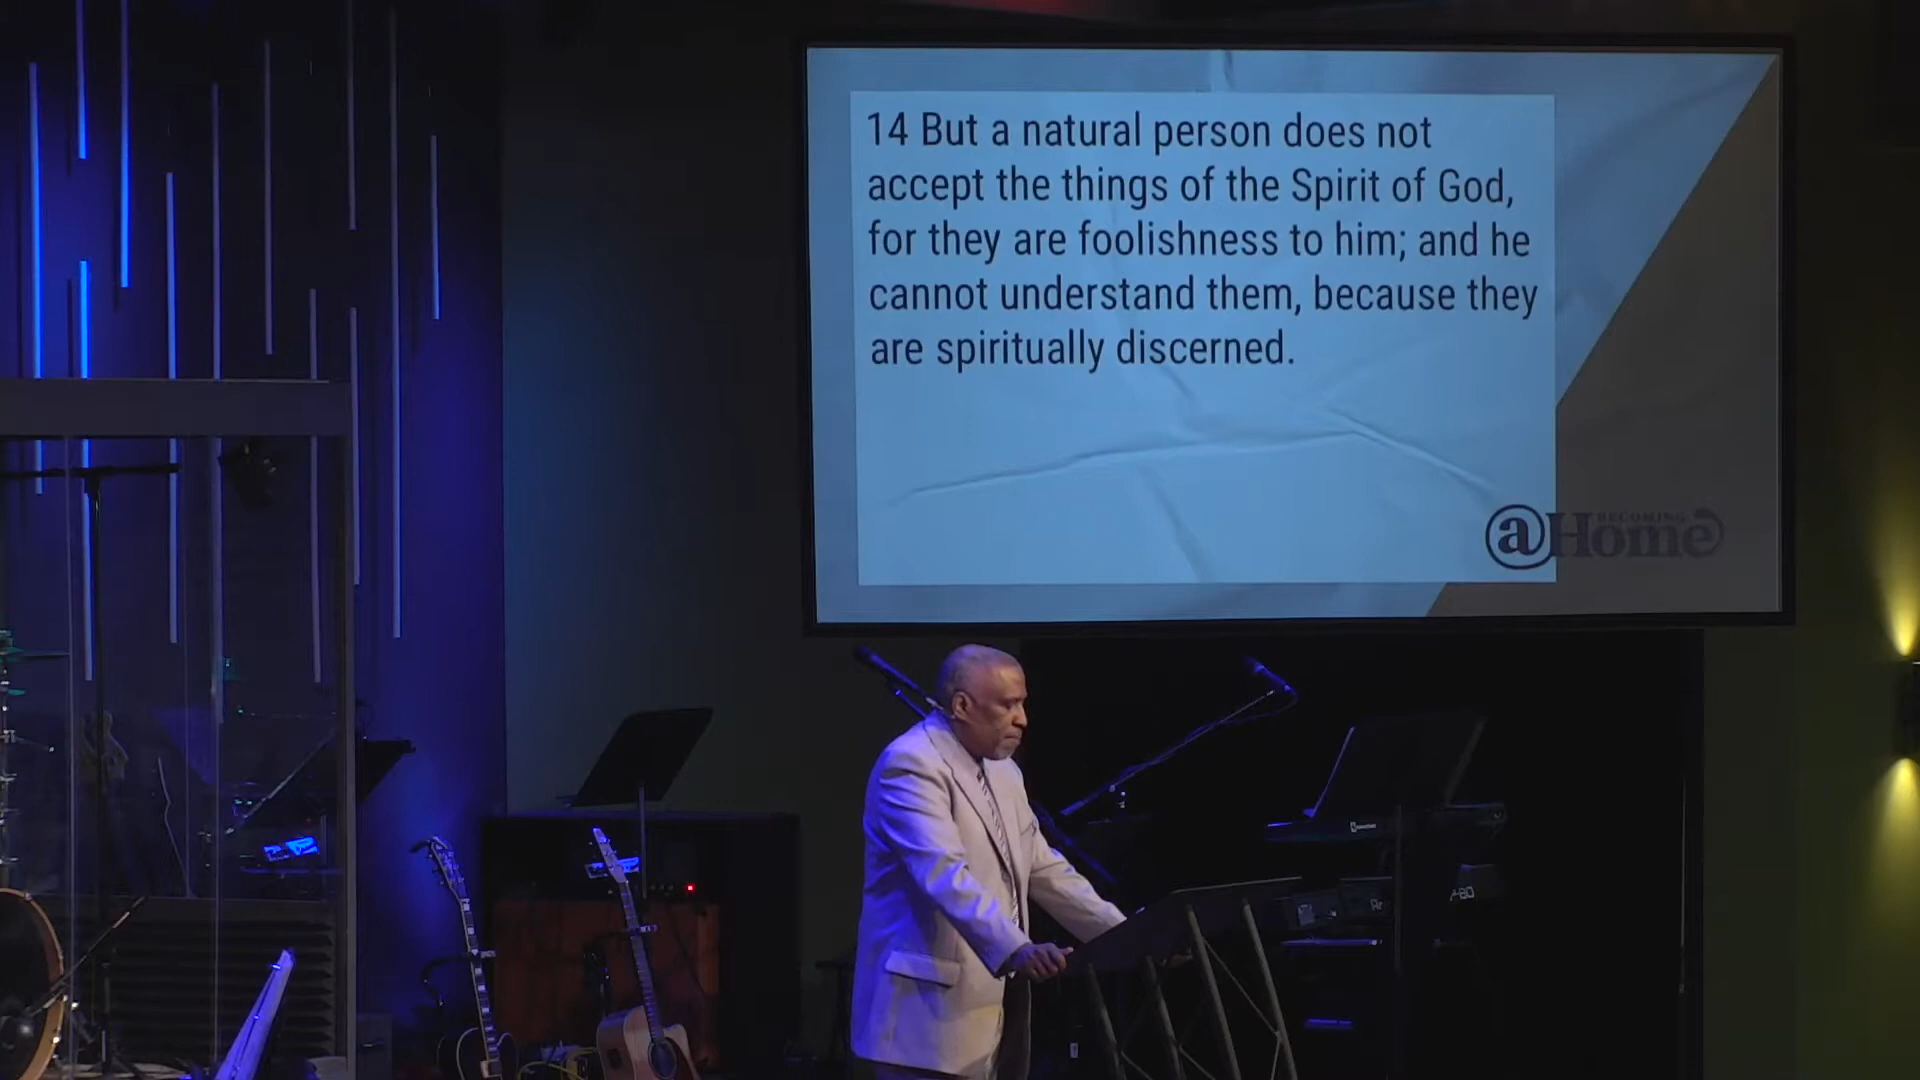 14 But a natural person does not
accept the things of the Spirit of God,
for they are foolishness to him; and he
cannot understand them, because they
are spiritually discerned.
BECOMING
@Home